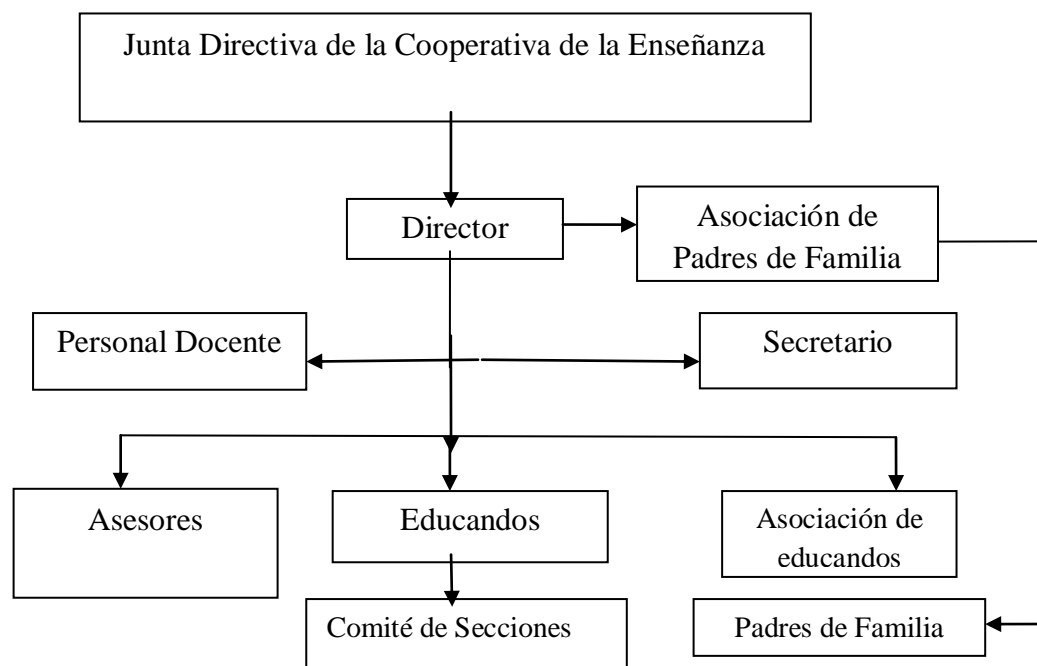 Junta Directiva de la Cooperativa de la Enseñanza
Director
Asociación de
Padres de Familia
Personal Docente
Secretario
Asesores
Educandos
Asociación de
educandos
Comité de Secciones
Padres de Familia